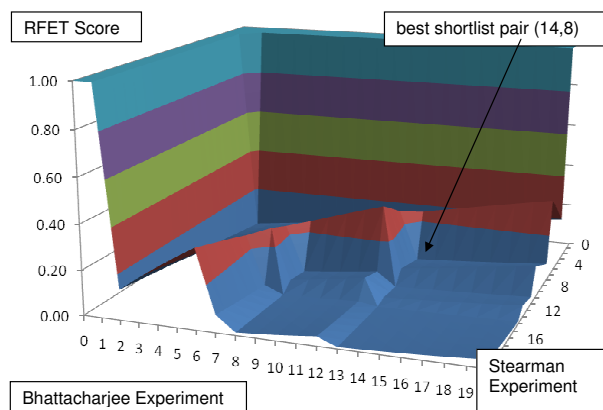 RFET Score
best shortlist pair (14,8)
1.00
0.80
0.60
0.40
0.20
0.00
0 1 2 3 4 5 6 7 8 9 10 11 12 13 14 15 16 17 18 19
0
4
8
12
16
Stearman
Experiment
Bhattacharjee Experiment